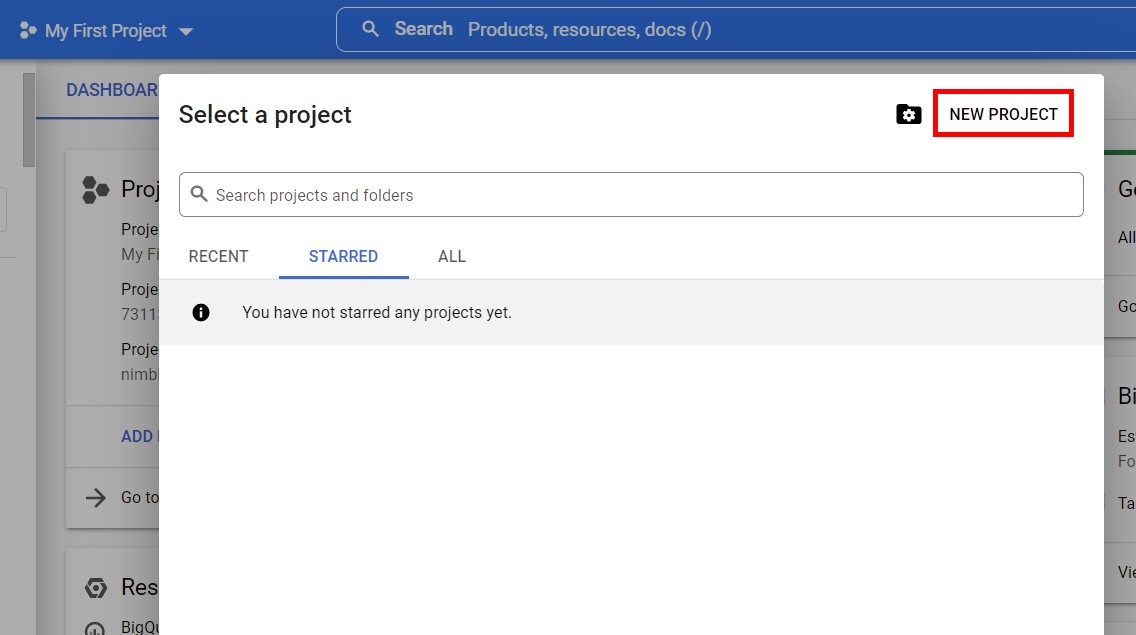 My First Project
Search Products, resources, docs (/)
Select a project
NEW PROJECT
Search projects and folders
RECENT STARRED ALL
You have not starred any projects yet.
DASHBOAR
Proj
Proje
My Fi
Proje
7311
Proje
nimbi
ADD
Go to
Res
BigQu
Ge
All
Go
Bi
Es
Fo
Ta
Vie